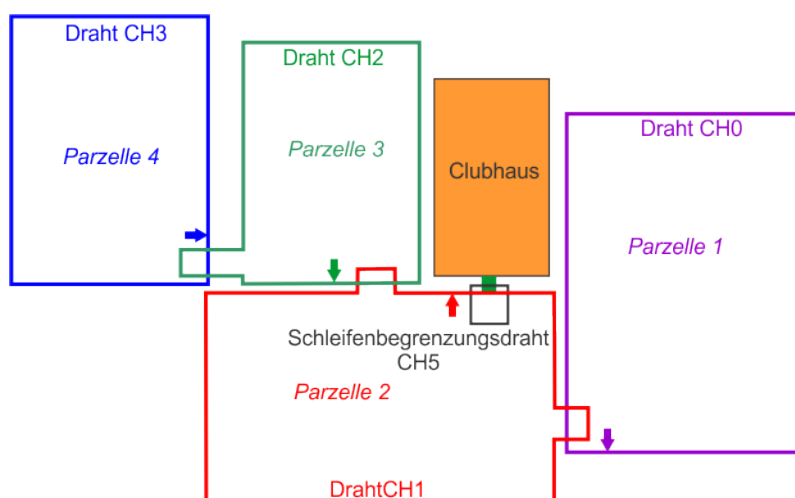 Draht CH3
Draht CH2
Draht CH0
Parzelle 4
Parzelle 3
Clubhaus
Parzelle 1
Schleifenbegrenzungsdraht
CH5
Parzelle 2
DrahtCH1